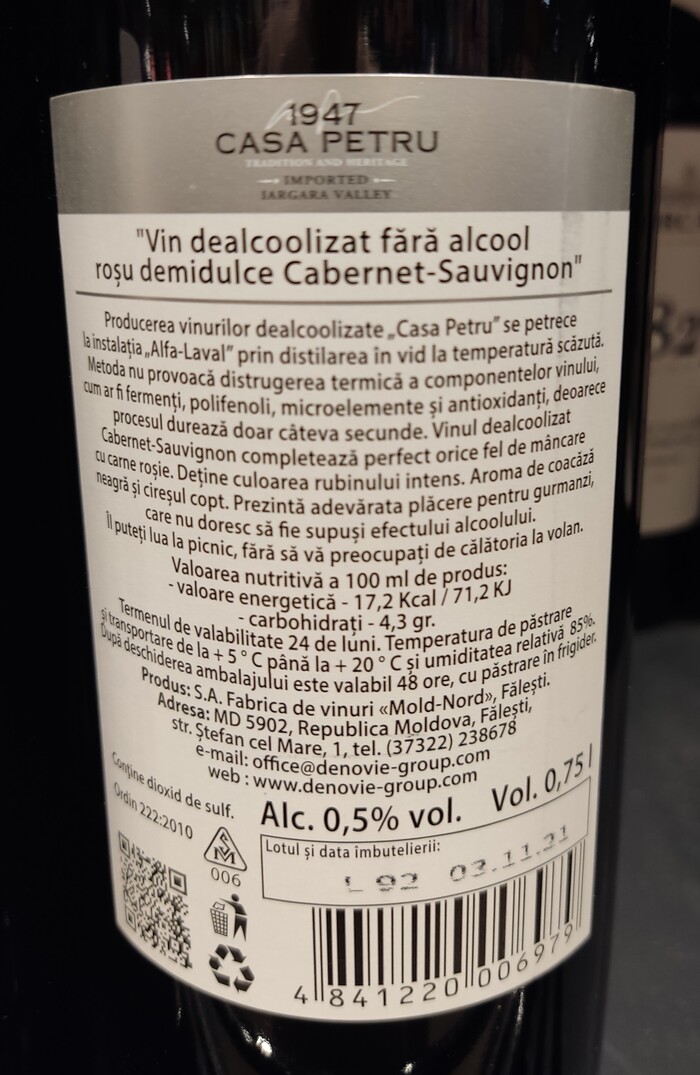 1947
CASA PETRU
TRADITION AND HERITAGE
IMPORTED
IARGARA VALLEY
"Vin dealcoolizat fără alcool
roșu demidulce Cabernet-Sauvignon"
Producerea vinurilor dealcoolizate „Casa Petru” se petrece
la instalația „Alfa-Laval” prin distilarea în vid la temperatură scăzută.
Metoda nu provoacă distrugerea termică a componentelor vinului,
cum ar fi fermenți, polifenoli, microelemente și antioxidanți, deoarece
procesul durează doar câteva secunde. Vinul dealcoolizat
Cabernet-Sauvignon completează perfect orice fel de mâncare
cu carne roșie. Deține culoarea rubinului intens. Aroma de coacăză
neagră și cireșul copt. Prezintă adevărata plăcere pentru gurmanzi,
care nu doresc să fie supuși efectului alcoolului.
Îl puteți lua la picnic, fără să vă preocupați de călătoria la volan.
Valoarea nutritivă a 100 ml de produs:
- valoare energetică - 17,2 Kcal / 71,2 KJ
- carbohidrați - 4,3 gr.
Termenul de valabilitate 24 de luni. Temperatura de păstrare
și transportare de la + 5 ° C până la + 20 ° C și umiditatea relativă 85%.
După deschiderea ambalajului este valabil 48 ore, cu păstrare în frigider.
Produs: S.A. Fabrica de vinuri «Mold-Nord», Fălești.
Adresa: MD 5902, Republica Moldova, Fălești,
str. Ștefan cel Mare, 1, tel. (37322) 238678
e-mail: office@denovie-group.com
web : www.denovie-group.com
Conține dioxid de sulf.
Ordin 222:2010
Alc. 0,5% vol.
Vol. 0,75 l
006
Lotul și data îmbutelierii:
L 92 03.11.21
4 841220 006979